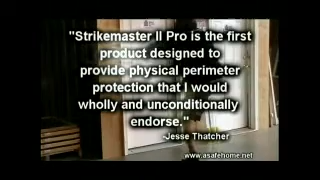 "Strikemaster II Pro is the first
product designed to
provide physical perimeter
protection that I would
wholly and unconditionally
endorse."
-Jesse Thatcher
www.asafehome.net